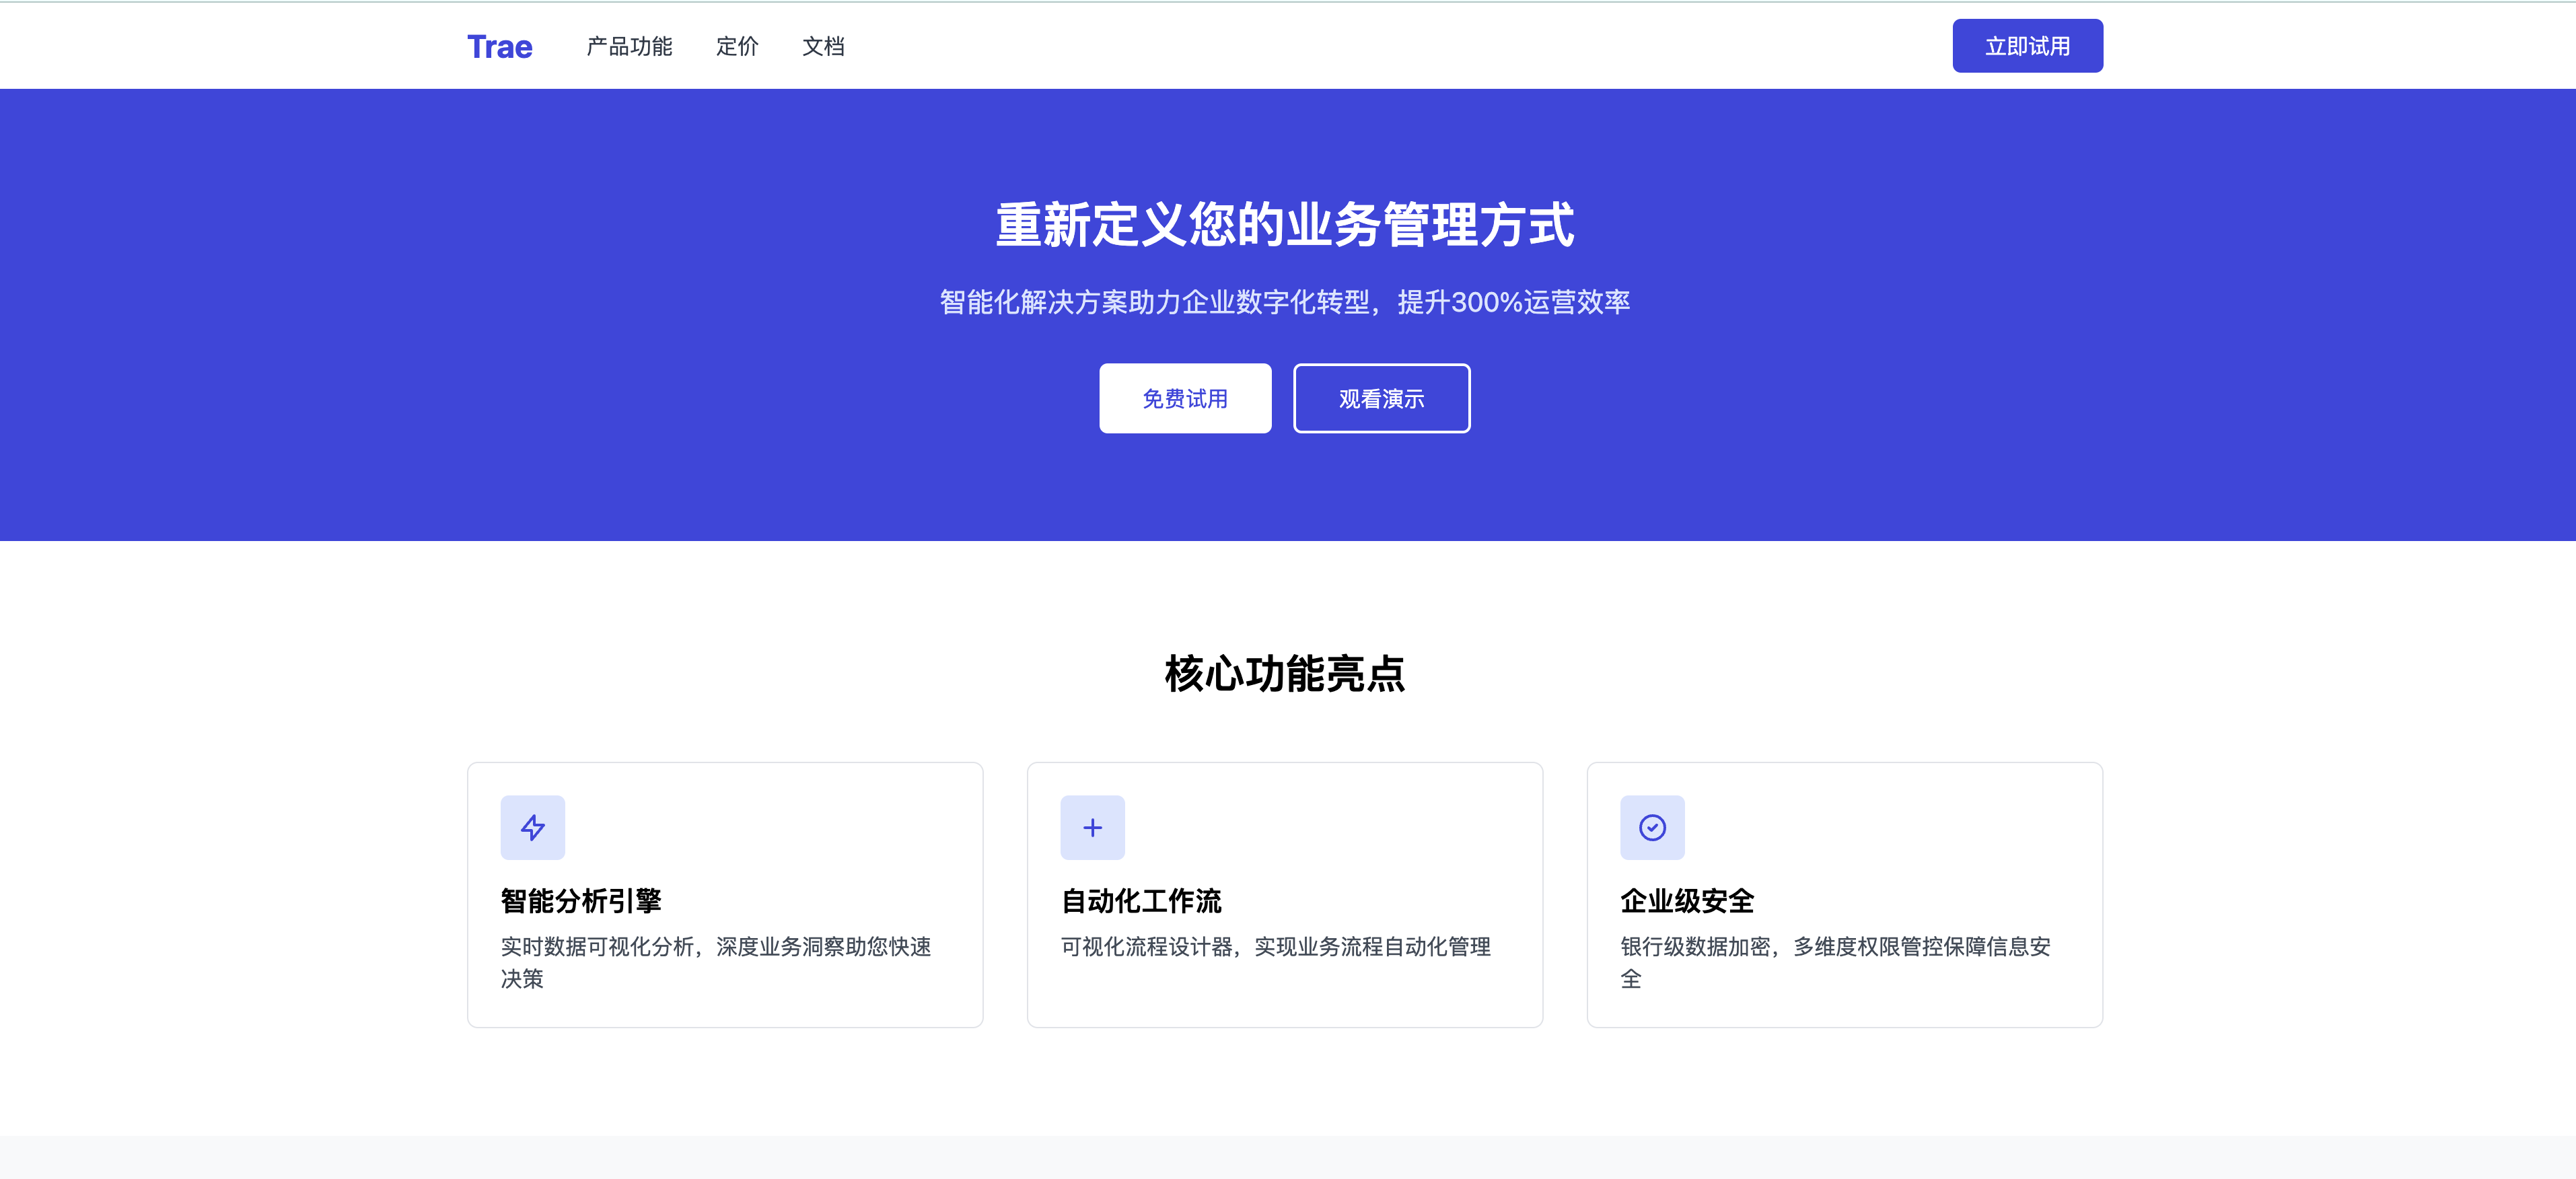 Trae
产品功能
定价
文档
立即试用
重新定义您的业务管理方式
智能化解决方案助力企业数字化转型，提升300%运营效率
免费试用
观看演示
核心功能亮点
智能分析引擎
实时数据可视化分析，深度业务洞察助您快速
决策
自动化工作流
可视化流程设计器，实现业务流程自动化管理
企业级安全
银行级数据加密，多维度权限管控保障信息安
全